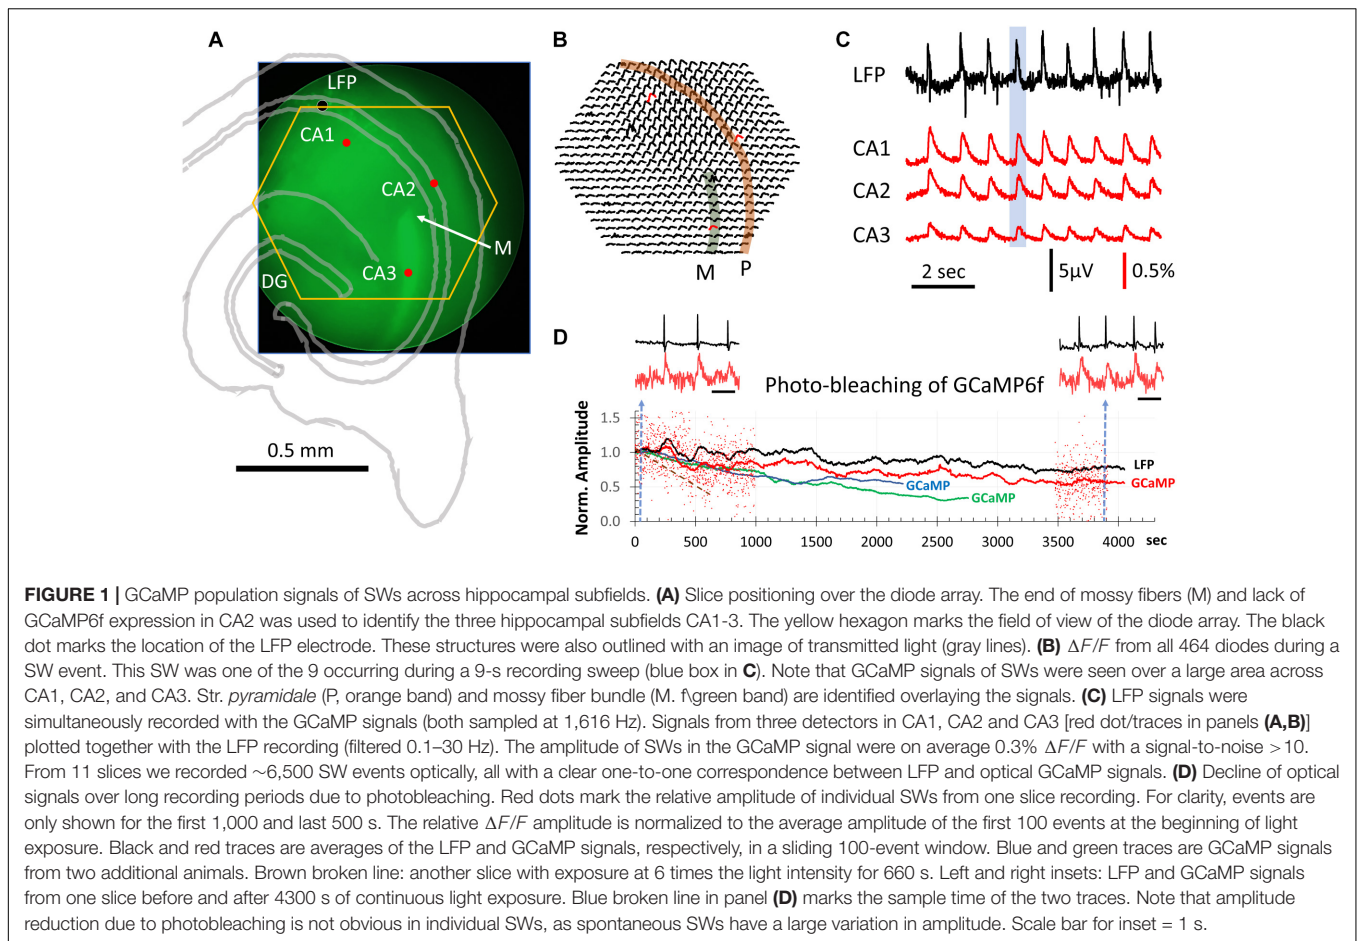 A
LFP
CA1
CA2
M
CA3
DG
0.5 mm
B
M
P
C
LFP
CA1
CA2
CA3
2 sec
5µV
0.5%
D
Photo-bleaching of GCaMP6f
Norm. Amplitude
1.5
1.0
0.5
0.0
LFP
GCaMP
GCaMP
GCaMP
0 500 1000 1500 2000 2500 3000 3500 4000 sec
FIGURE 1 | GCaMP population signals of SWs across hippocampal subfields. (A) Slice positioning over the diode array. The end of mossy fibers (M) and lack of
GCaMP6f expression in CA2 was used to identify the three hippocampal subfields CA1-3. The yellow hexagon marks the field of view of the diode array. The black
dot marks the location of the LFP electrode. These structures were also outlined with an image of transmitted light (gray lines). (B) ΔF/F from all 464 diodes during a
SW event. This SW was one of the 9 occurring during a 9-s recording sweep (blue box in C). Note that GCaMP signals of SWs were seen over a large area across
CA1, CA2, and CA3. Str. pyramidale (P, orange band) and mossy fiber bundle (M. f\green band) are identified overlaying the signals. (C) LFP signals were
simultaneously recorded with the GCaMP signals (both sampled at 1,616 Hz). Signals from three detectors in CA1, CA2 and CA3 [red dot/traces in panels (A,B)]
plotted together with the LFP recording (filtered 0.1–30 Hz). The amplitude of SWs in the GCaMP signal were on average 0.3% ΔF/F with a signal-to-noise >10.
From 11 slices we recorded ~6,500 SW events optically, all with a clear one-to-one correspondence between LFP and optical GCaMP signals. (D) Decline of optical
signals over long recording periods due to photobleaching. Red dots mark the relative amplitude of individual SWs from one slice recording. For clarity, events are
only shown for the first 1,000 and last 500 s. The relative ΔF/F amplitude is normalized to the average amplitude of the first 100 events at the beginning of light
exposure. Black and red traces are averages of the LFP and GCaMP signals, respectively, in a sliding 100-event window. Blue and green traces are GCaMP signals
from two additional animals. Brown broken line: another slice with exposure at 6 times the light intensity for 660 s. Left and right insets: LFP and GCaMP signals
from one slice before and after 4300 s of continuous light exposure. Blue broken line in panel (D) marks the sample time of the two traces. Note that amplitude
reduction due to photobleaching is not obvious in individual SWs, as spontaneous SWs have a large variation in amplitude. Scale bar for inset = 1 s.